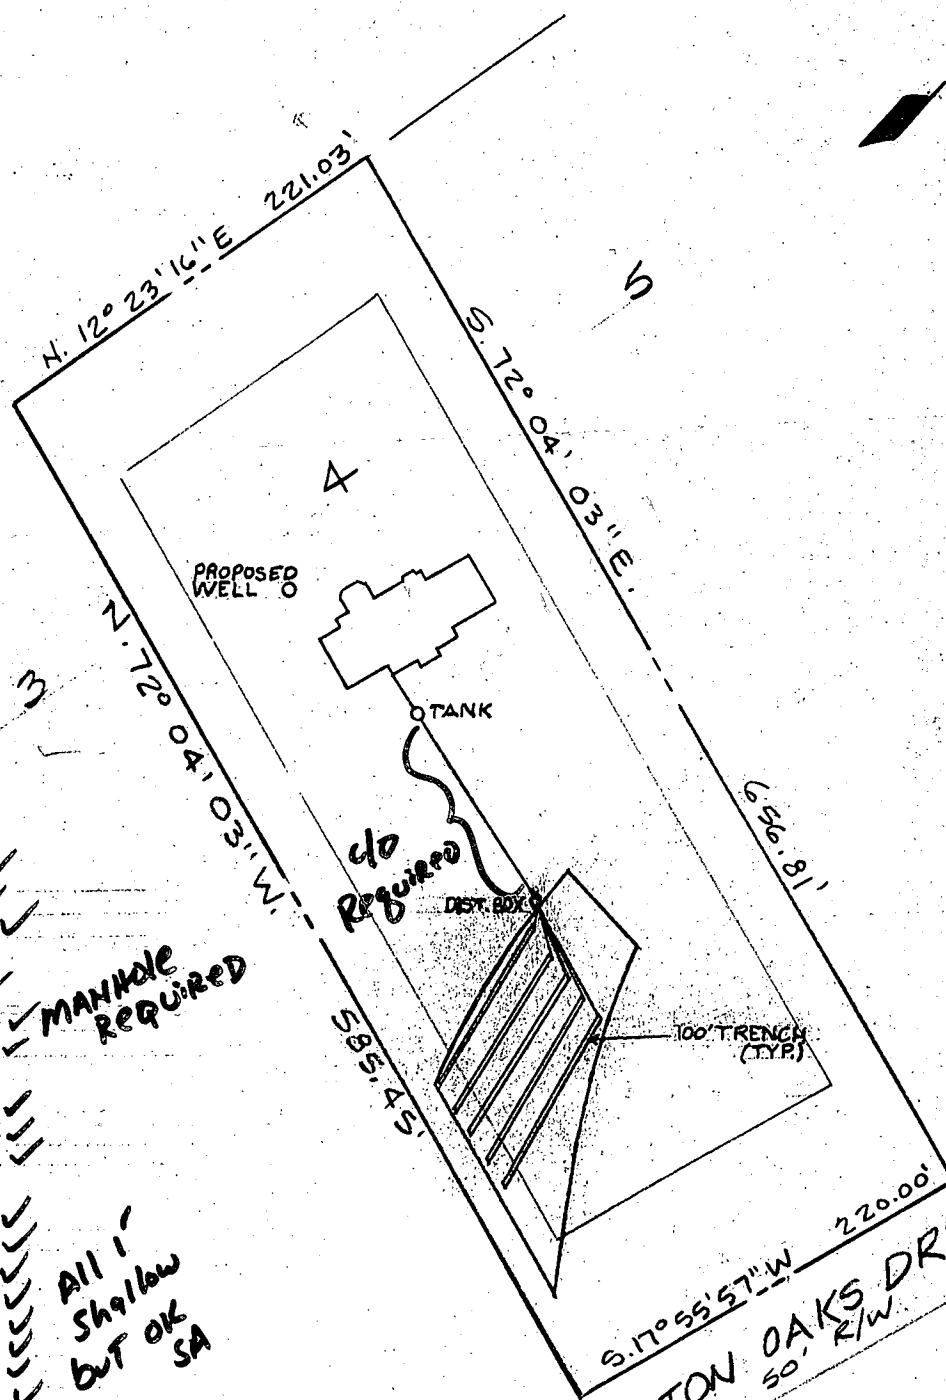 N. 12° 23' 16" E 221.03'
5
S. 72° 04' 03" E.
656.81'
4
PROPOSED
WELL
N. 72° 04' 03" W.
585.45'
3
TANK
c/o
Required
DIST. BOX
MANHOLE
REQUIRED
100' TRENCH
(TYP.)
All 1'
Shallow
but OK
SA
S. 17° 55' 57" W 220.00'
TON OAKS DR
50' R/W